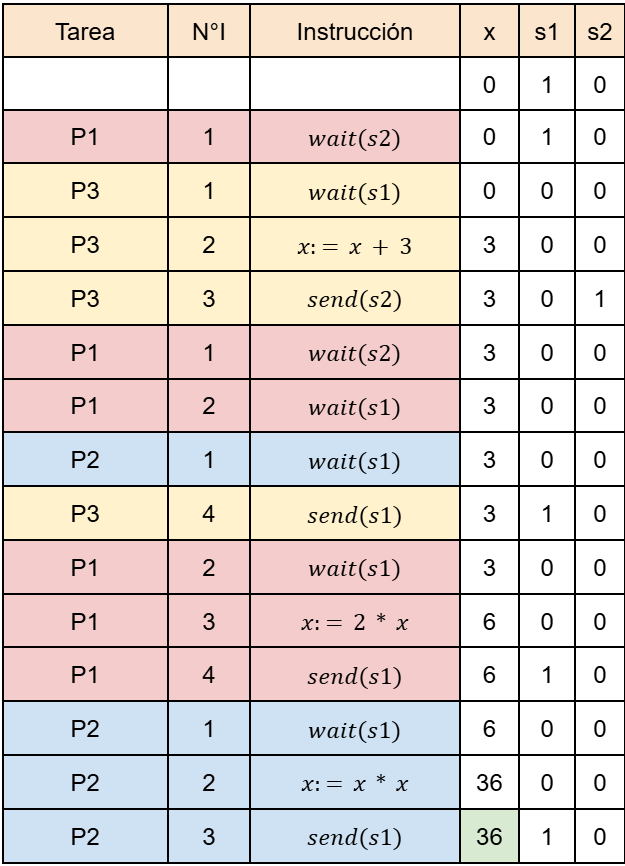 Tarea N°I Instrucción x s1 s2
0 1 0
P1 1 wait(s2) 0 1 0
P3 1 wait(s1) 0 0 0
P3 2 x: = x + 3 3 0 0
P3 3 send(s2) 3 0 1
P1 1 wait(s2) 3 0 0
P1 2 wait(s1) 3 0 0
P2 1 wait(s1) 3 0 0
P3 4 send(s1) 3 1 0
P1 2 wait(s1) 3 0 0
P1 3 x: = 2 * x 6 0 0
P1 4 send(s1) 6 1 0
P2 1 wait(s1) 6 0 0
P2 2 x: = x * x 36 0 0
P2 3 send(s1) 36 1 0